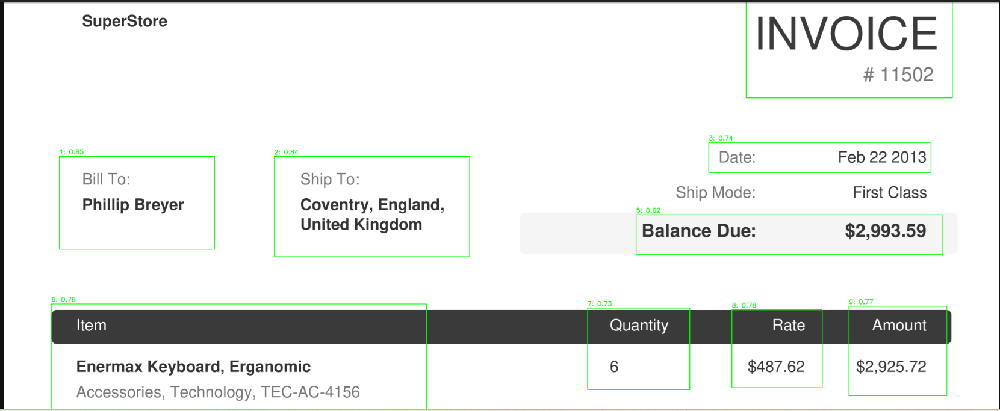 SuperStore
INVOICE
# 11502
3: 0.74
Date: Feb 22 2013
1: 0.85
2: 0.84
Bill To:
Ship To:
Phillip Breyer
Coventry, England,
United Kingdom
Ship Mode: First Class
5: 0.62
Balance Due: $2,993.59
6: 0.78
7: 0.73
8: 0.78
9: 0.77
Item Quantity Rate Amount
Enermax Keyboard, Erganomic 6 $487.62 $2,925.72
Accessories, Technology, TEC-AC-4156